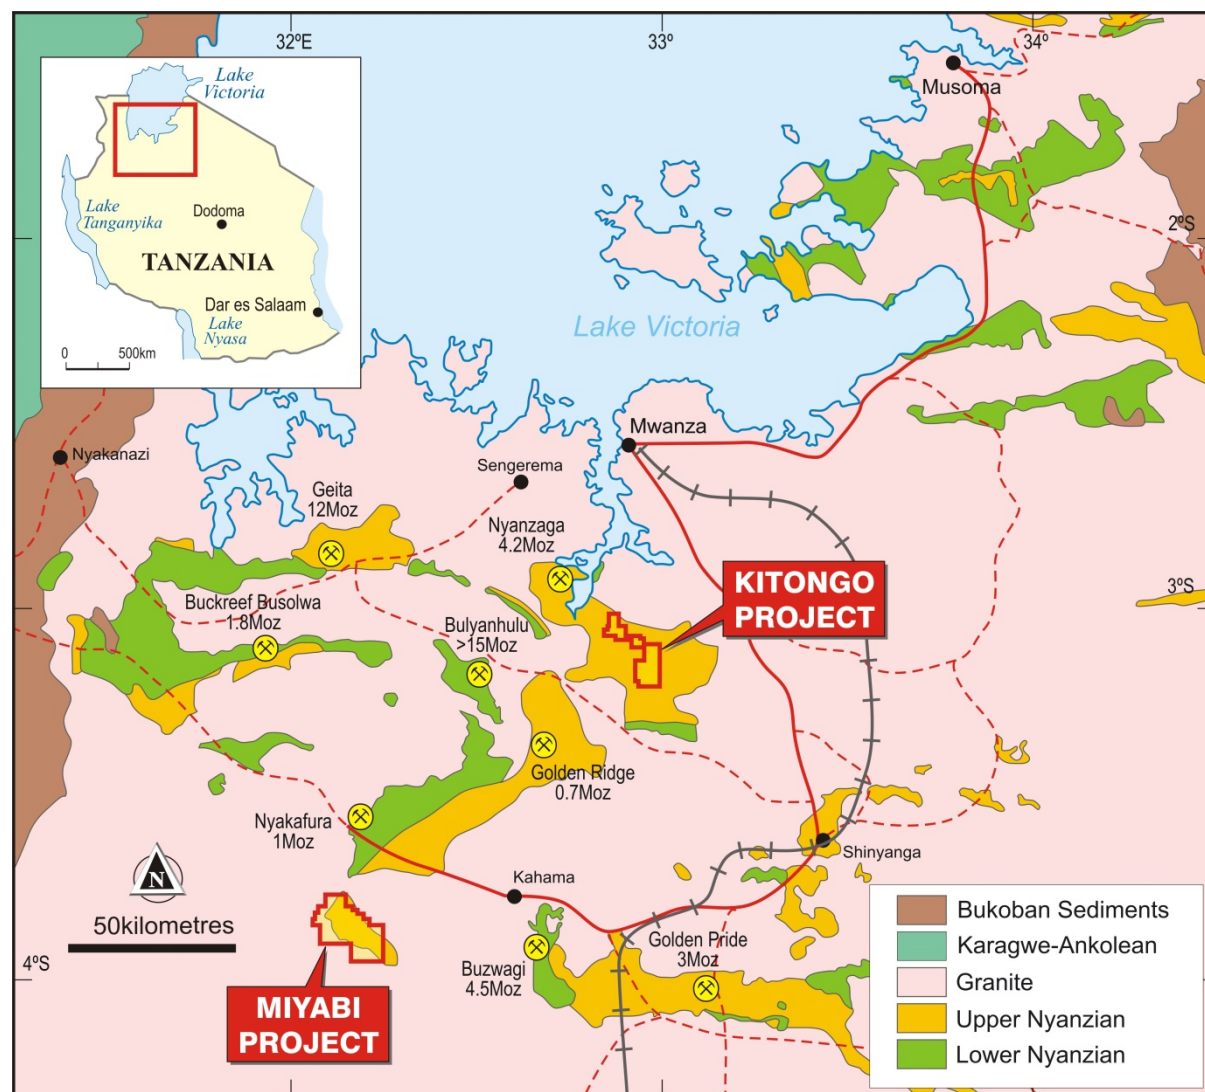 32ºE
33º
34º
Lake
Victoria
Lake
Tanganyika
Dodoma
TANZANIA
Dar es Salaam
Lake
Nyasa
0
500km
Musoma
2ºS
Lake Victoria
Mwanza
Nyakanazi
Sengerema
Geita
12Moz
Nyanzaga
4.2Moz
KITONGO
PROJECT
3ºS
Buckreef Busolwa
1.8Moz
Bulyanhulu
>15Moz
Golden Ridge
0.7Moz
Nyakafura
1Moz
Shinyanga
N
Kahama
50kilometres
Golden Pride
3Moz
Buzwagi
4.5Moz
4ºS
MIYABI
PROJECT
Bukoban Sediments
Karagwe-Ankolean
Granite
Upper Nyanzian
Lower Nyanzian